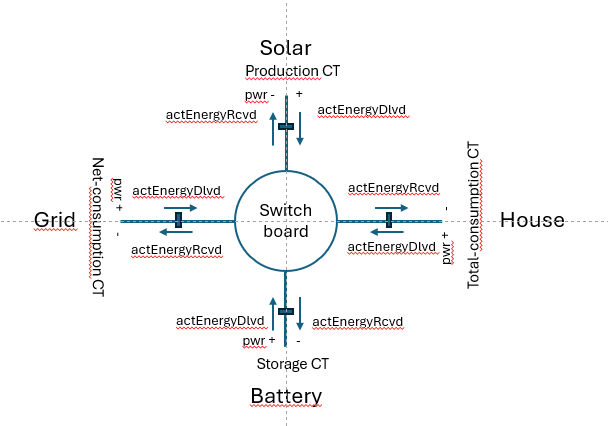 Solar
Production CT
pwr - +
actEnergyRcvd
actEnergyDlvd
Grid
Net-consumption CT
pwr +
-
actEnergyDlvd
actEnergyRcvd
Switch
board
actEnergyRcvd
actEnergyDlvd
-
pwr +
Total-consumption CT
House
actEnergyDlvd
actEnergyRcvd
pwr + -
Storage CT
Battery